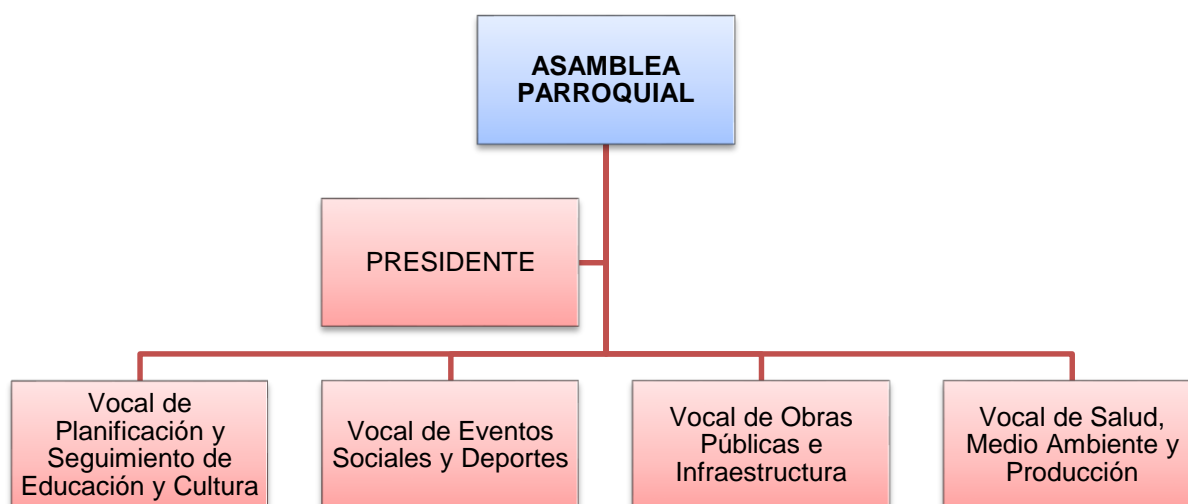 ASAMBLEA
PARROQUIAL
PRESIDENTE
Vocal de
Planificación y
Seguimiento de
Educación y Cultura
Vocal de Eventos
Sociales y Deportes
Vocal de Obras
Públicas e
Infraestructura
Vocal de Salud,
Medio Ambiente y
Producción